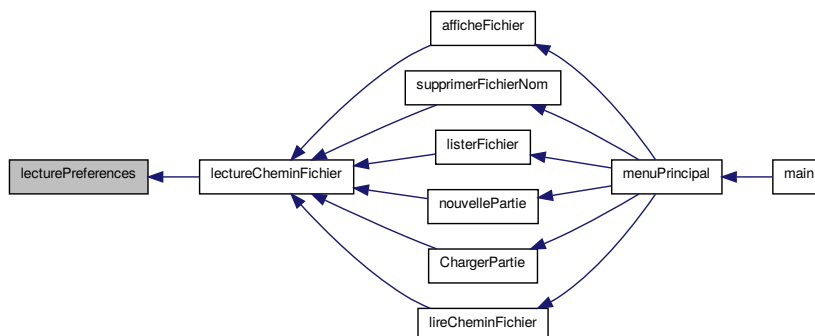 afficheFichier
supprimerFichierNom
listerFichier
lecturePreferences
lectureCheminFichier
menuPrincipal
main
nouvellePartie
ChargerPartie
lireCheminFichier